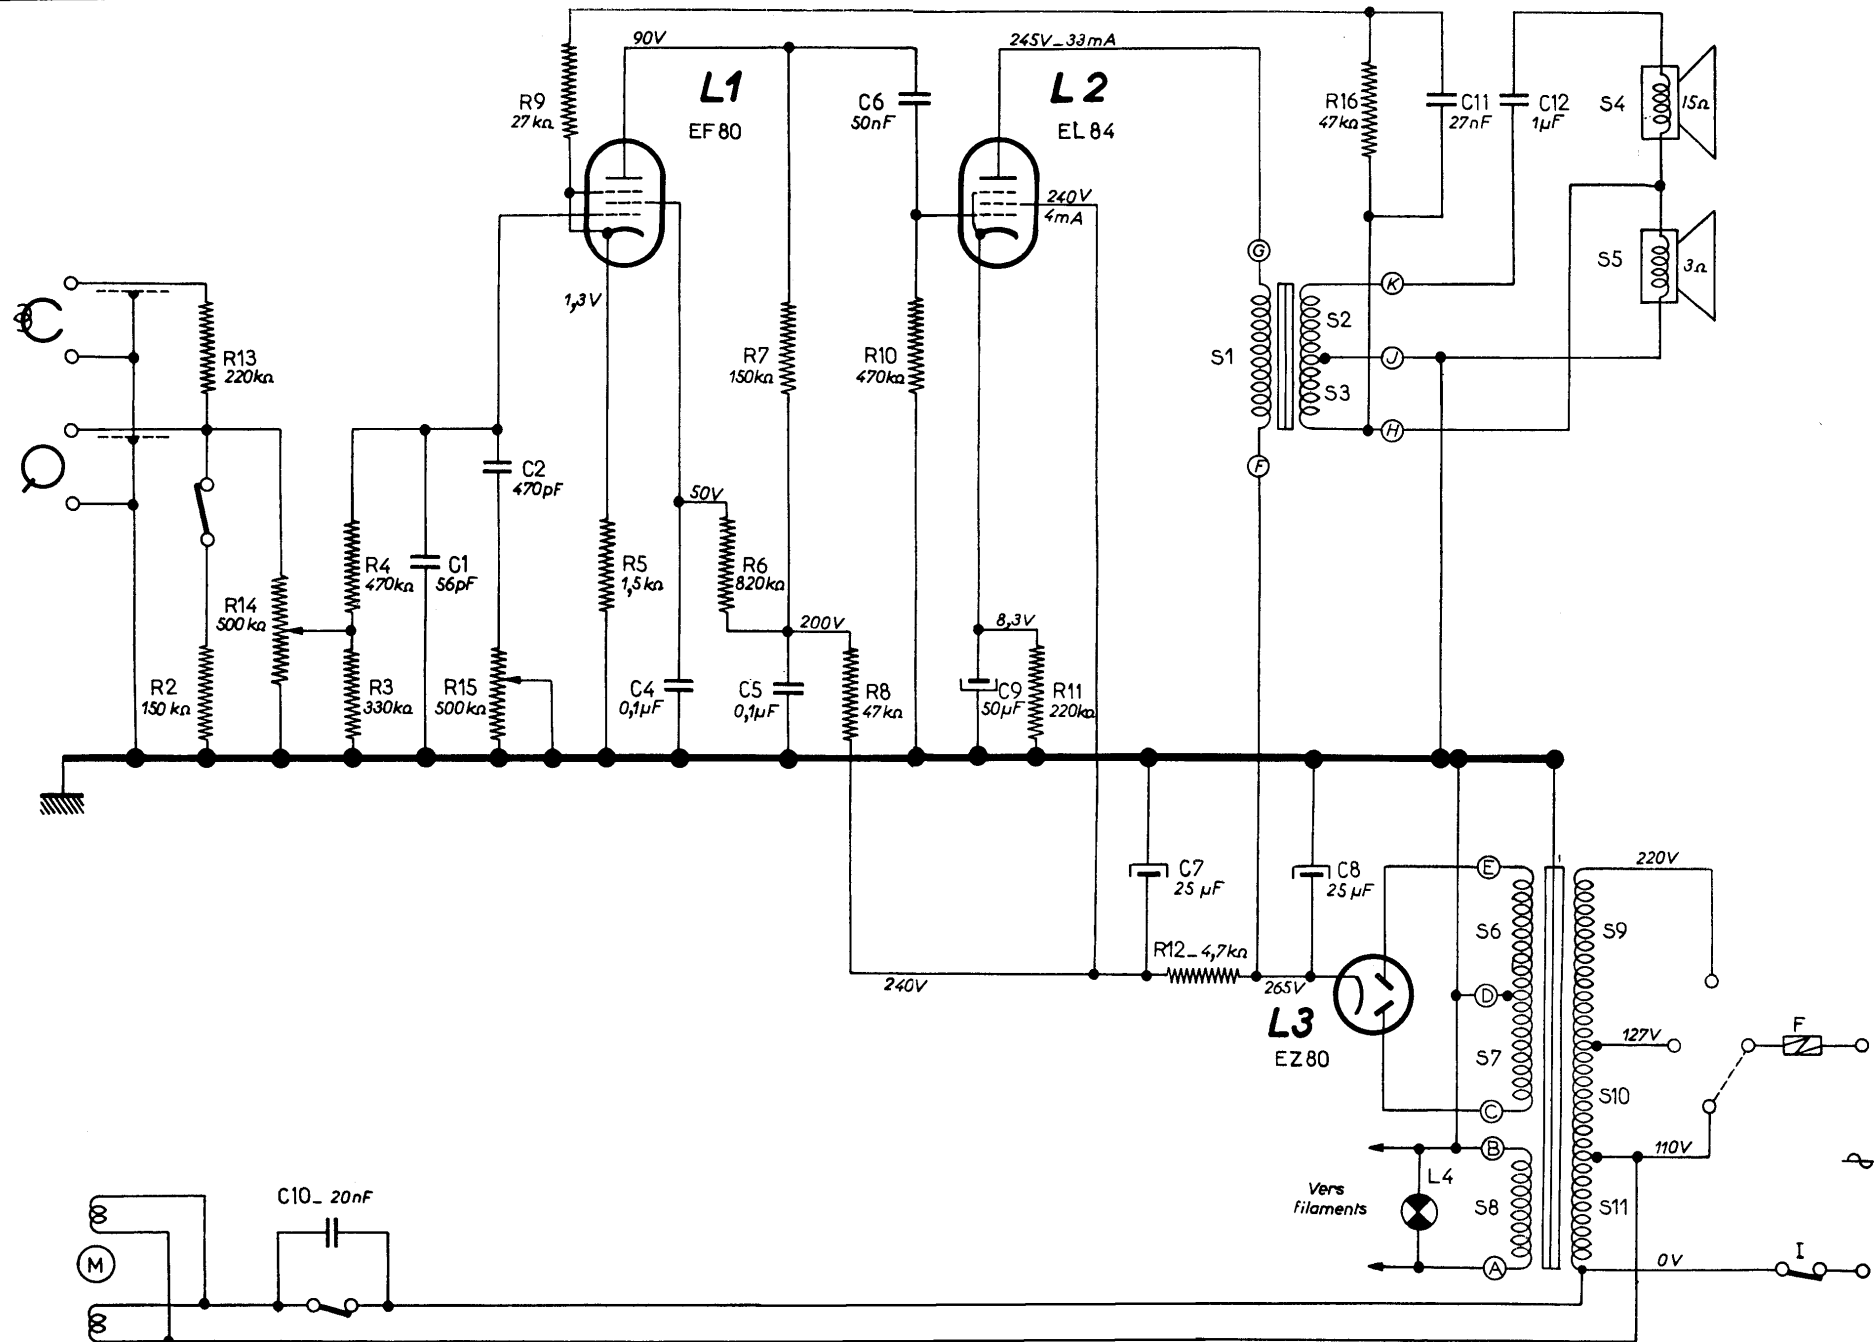 90V
245V_33mA
L1
EF80
L2
EL84
R9
27kΩ
C6
50nF
R16
47kΩ
C11
27nF
C12
1µF
S4
15Ω
240V
4mA
G
S5
3Ω
1,3V
K
S2
R13
220kΩ
R7
150kΩ
R10
470kΩ
S1
J
S3
H
F
C2
470pF
50V
R4
470kΩ
C1
56pF
R5
1,5kΩ
R6
820kΩ
R14
500kΩ
200V
8,3V
R2
150kΩ
R3
330kΩ
R15
500kΩ
C4
0,1µF
C5
0,1µF
R8
47kΩ
C9
50µF
R11
220kΩ
C7
25µF
C8
25µF
E
220V
S6
S9
R12_4,7kΩ
240V
265V
D
L3
EZ80
127V
F
S7
S10
C
110V
B
L4
Vers
filaments
S8
S11
C10_20nF
M
A
0V
I